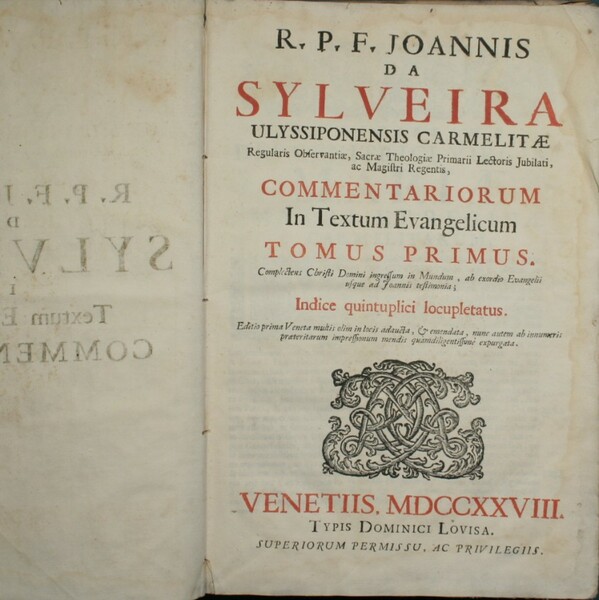 R. P. F. JOANNIS
DA
SYLVEIRA
ULYSSIPONENSIS CARMELITÆ
Regularis Obſervantiæ, Sacræ Theologiæ Primarii Lectoris Jubilati,
ac Magiſtri Regentis,
COMMENTARIORUM
In Textum Evangelicum
TOMUS PRIMUS.
Complectens Chriſti Domini ingreſſum in Mundum, ab exordio Evangelii
uſque ad Joannis teſtimonia;
Indice quintuplici locupletatus.
Editio prima Veneta multis olim in locis adaucta, & emendata, nunc autem ab innumeris
præteritarum impreſſionum mendis quamdiligentiſſime expurgata.
VENETIIS, MDCCXXVIII.
TYPIS DOMINICI LOVISA.
SUPERIORUM PERMISSU, AC PRIVILEGIIS.